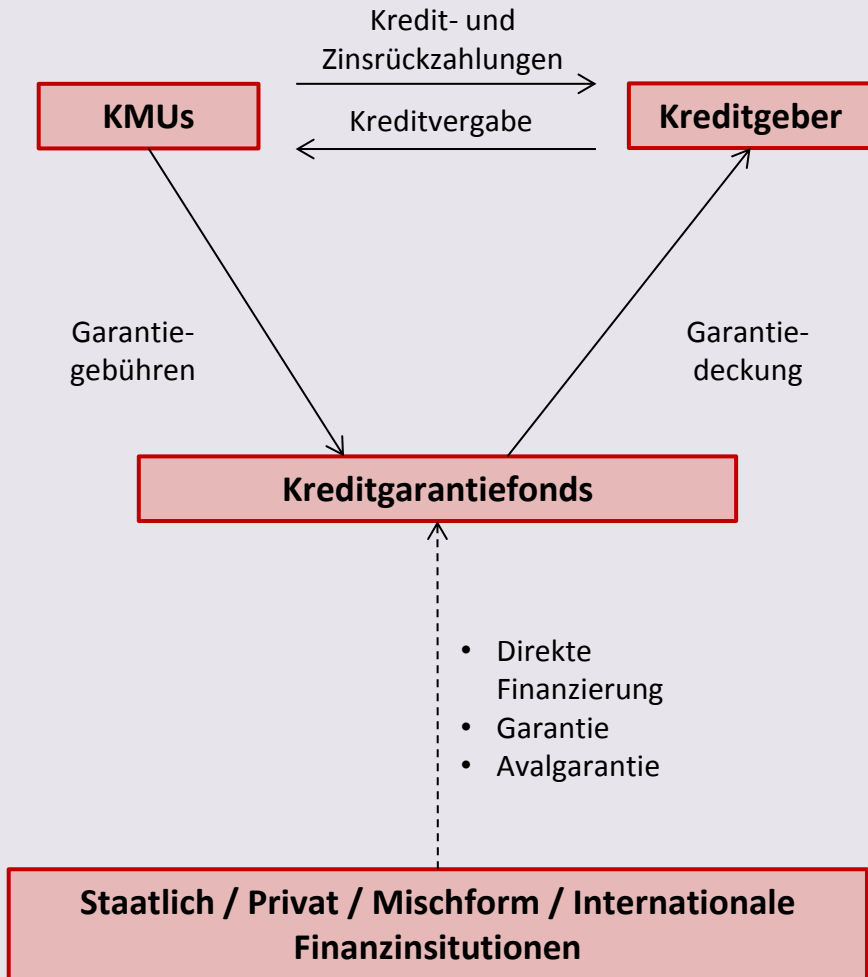 Kredit- und
Zinsrückzahlungen
KMUs
Kreditvergabe
Kreditgeber
Garantie-
gebühren
Garantie-
deckung
Kreditgarantiefonds
• Direkte
Finanzierung
• Garantie
• Avalgarantie
Staatlich / Privat / Mischform / Internationale
Finanzinsitutionen